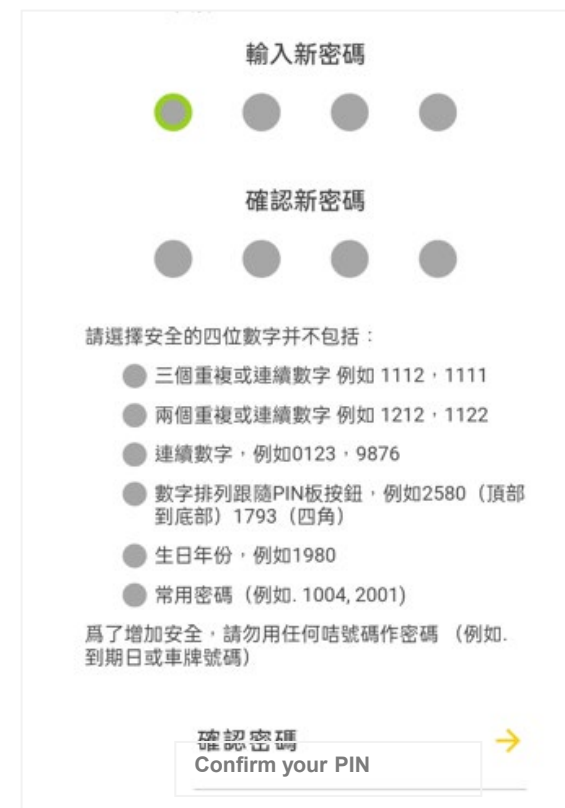 輸入新密碼
確認新密碼
請選擇安全的四位數字并不包括：
三個重複或連續數字 例如 1112，1111
兩個重複或連續數字 例如 1212，1122
連續數字，例如0123，9876
數字排列跟隨PIN板按鈕，例如2580（頂部
到底部）1793（四角）
生日年份，例如1980
常用密碼（例如. 1004, 2001)
爲了增加安全，請勿用任何咭號碼作密碼 （例如.
到期日或車牌號碼）
確認密碼
Confirm your PIN